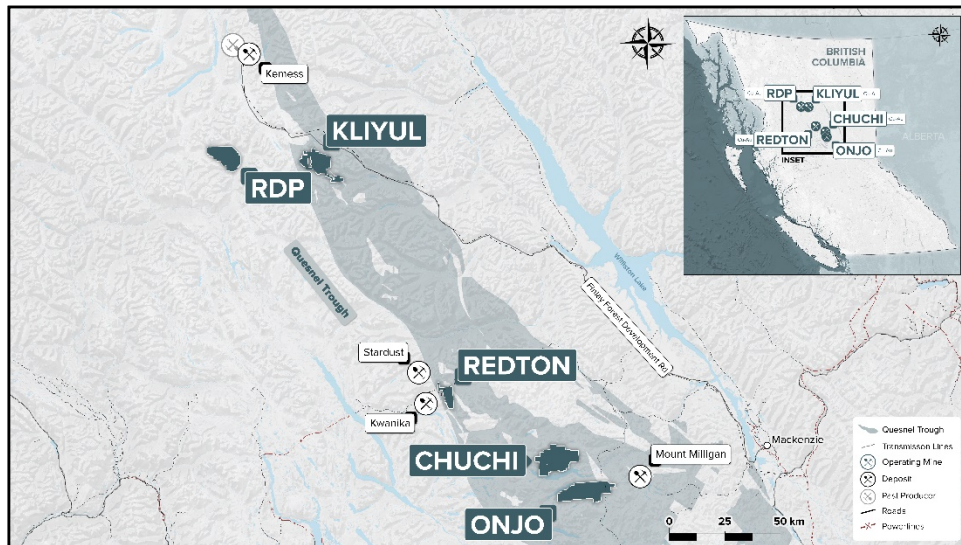 Kemess
KLIYUL
RDP
Quesnel Trough
Williston Lake
Finley Forest Development Rd
Stardust
REDTON
Kwanika
CHUCHI
Mount Milligan
Mackenzie
ONJO
0 25 50 km
BRITISH
COLUMBIA
RDP
KLIYUL
CHUCHI
ALBERTA
REDTON
ONJO
INSET
Quesnel Trough
Transmisson Lines
Operating Mine
Deposit
Past Producer
Roads
Powerlines